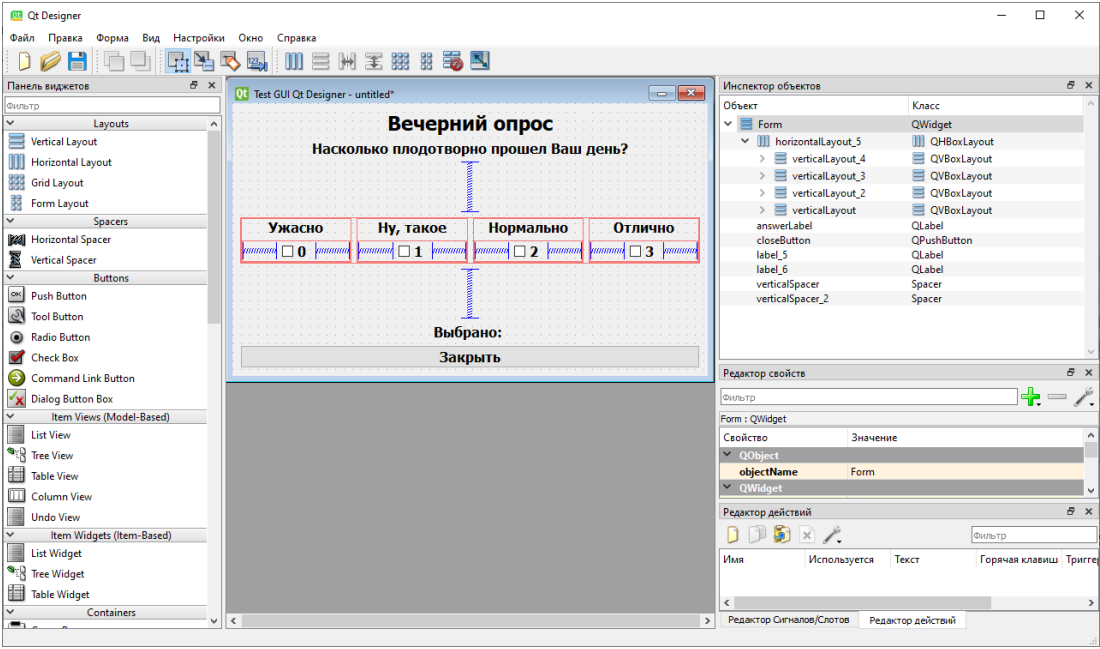 Qt Designer
Файл Правка Форма Вид Настройки Окно Справка
Панель виджетов
Фильтр
Layouts
Vertical Layout
Horizontal Layout
Grid Layout
Form Layout
Spacers
Horizontal Spacer
Vertical Spacer
Buttons
Push Button
Tool Button
Radio Button
Check Box
Command Link Button
Dialog Button Box
Item Views (Model-Based)
List View
Tree View
Table View
Column View
Undo View
Item Widgets (Item-Based)
List Widget
Tree Widget
Table Widget
Containers
Test GUI Qt Designer - untitled*
Вечерний опрос
Насколько плодотворно прошел Ваш день?
Ужасно Ну, такое Нормально Отлично
0 1 2 3
Выбрано:
Закрыть
Инспектор объектов
Объект Класс
Form QWidget
horizontalLayout_5 QHBoxLayout
verticalLayout_4 QVBoxLayout
verticalLayout_3 QVBoxLayout
verticalLayout_2 QVBoxLayout
verticalLayout QVBoxLayout
answerLabel QLabel
closeButton QPushButton
label_5 QLabel
label_6 QLabel
verticalSpacer Spacer
verticalSpacer_2 Spacer
Редактор свойств
Фильтр
Form : QWidget
Свойство Значение
QObject
objectName Form
QWidget
Редактор действий
Фильтр
Имя Используется Текст Горячая клавиш Триггер
Редактор Сигналов/Слотов Редактор действий